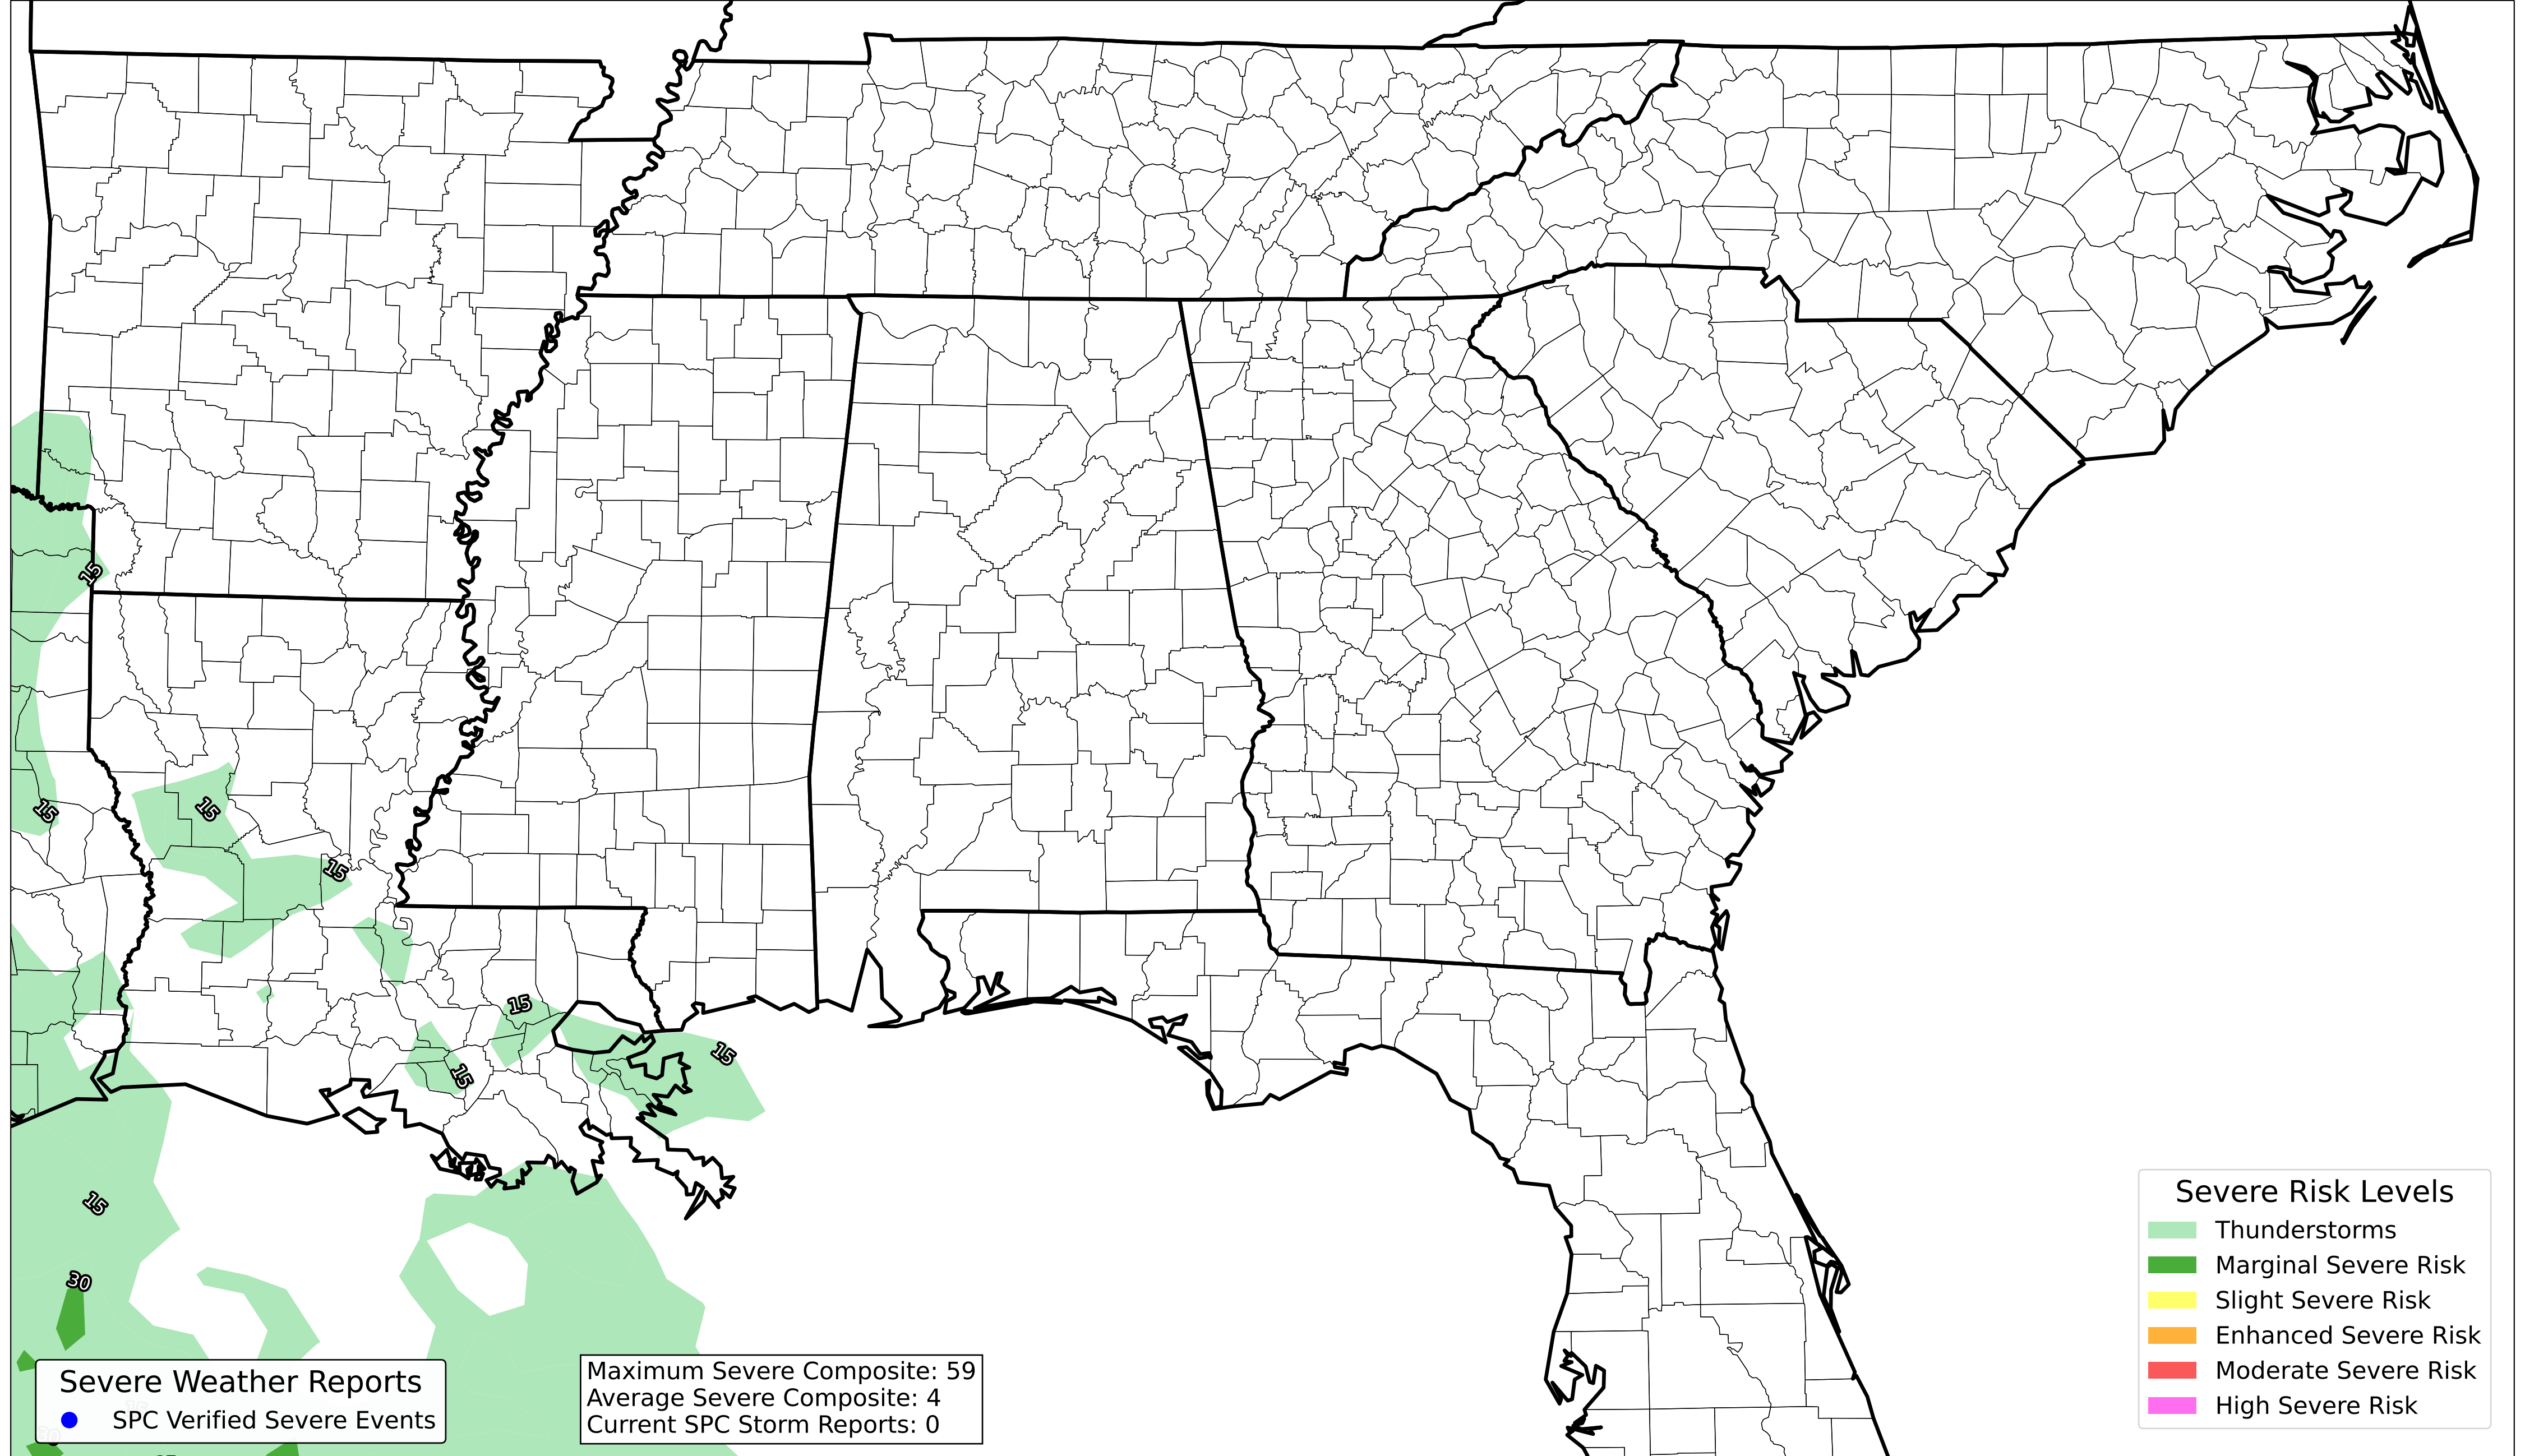 15
15
15
15
15
15
15
15
30
Severe Risk Levels
Thunderstorms
Marginal Severe Risk
Slight Severe Risk
Enhanced Severe Risk
Moderate Severe Risk
High Severe Risk
Severe Weather Reports
SPC Verified Severe Events
Maximum Severe Composite: 59
Average Severe Composite: 4
Current SPC Storm Reports: 0